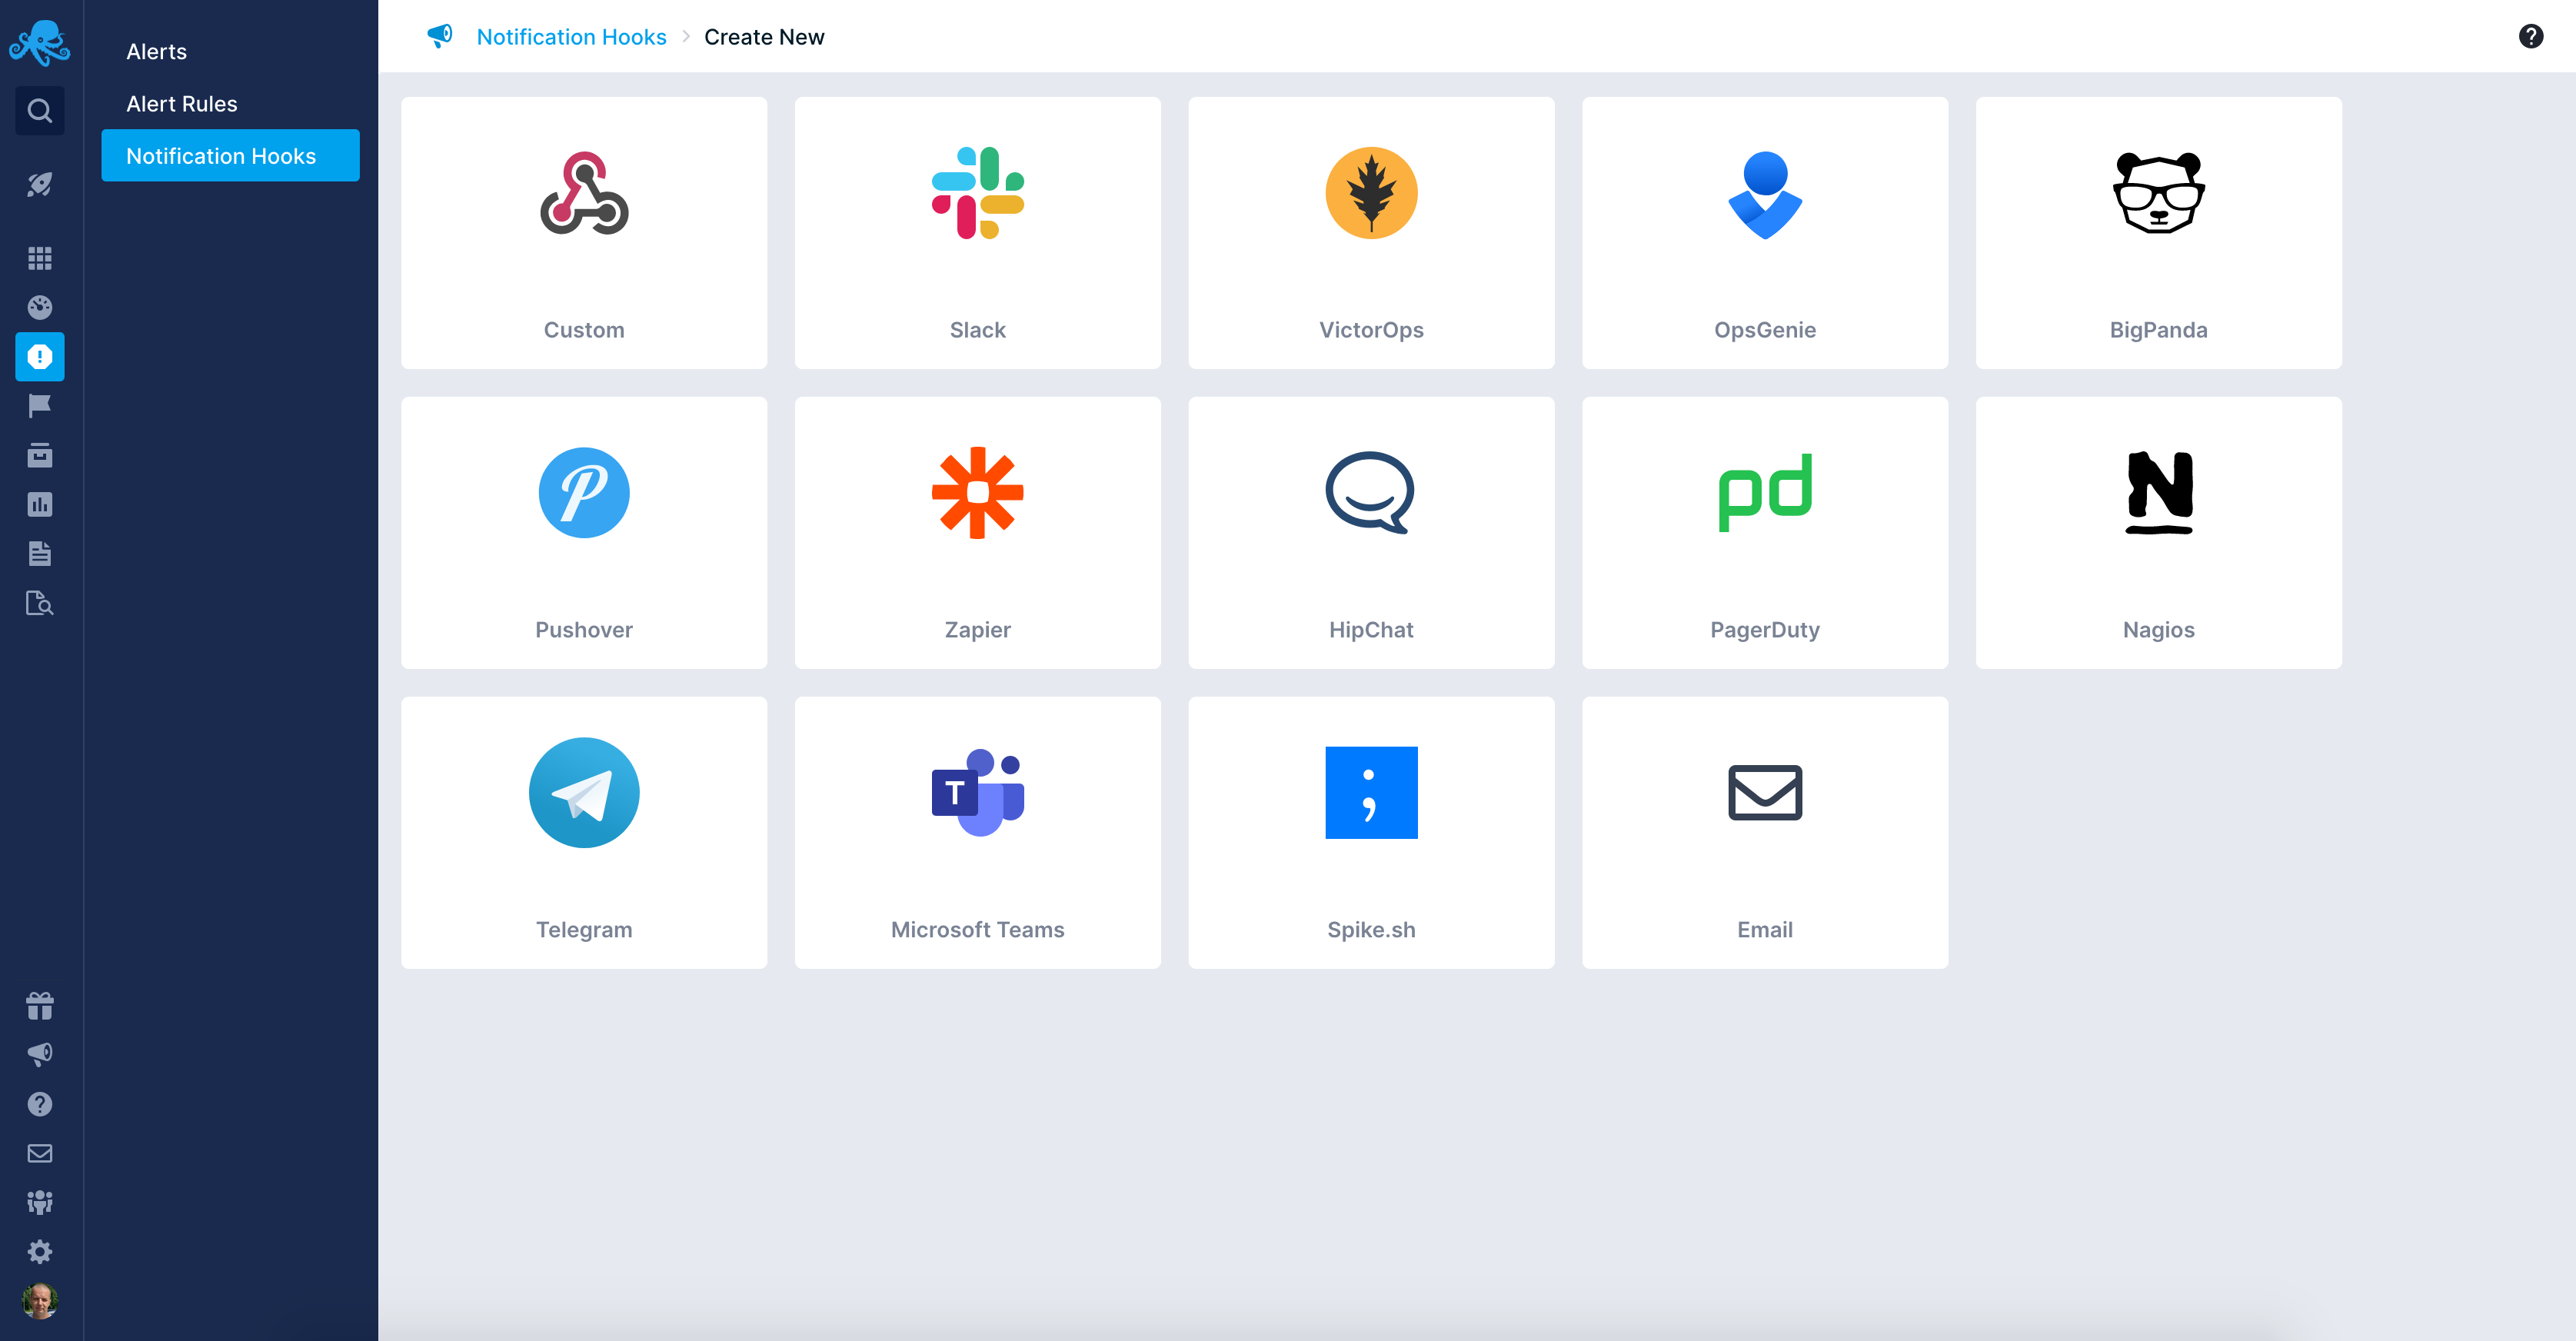 Alerts
Alert Rules
Notification Hooks
Notification Hooks > Create New
Custom
Slack
VictorOps
OpsGenie
BigPanda
Pushover
Zapier
HipChat
PagerDuty
Nagios
Telegram
Microsoft Teams
Spike.sh
Email